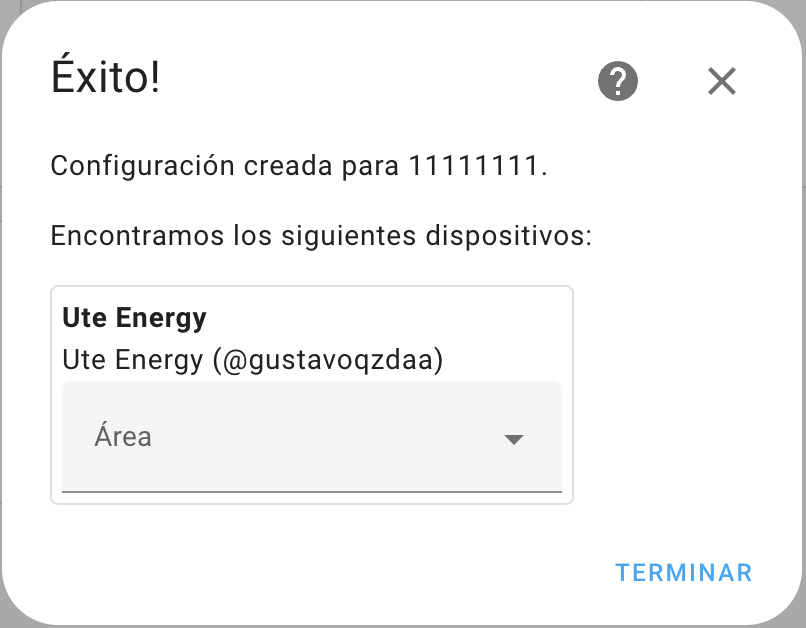 Éxito!
Configuración creada para 11111111.
Encontramos los siguientes dispositivos:
Ute Energy
Ute Energy (@gustavoqzdaa)
Área
TERMINAR